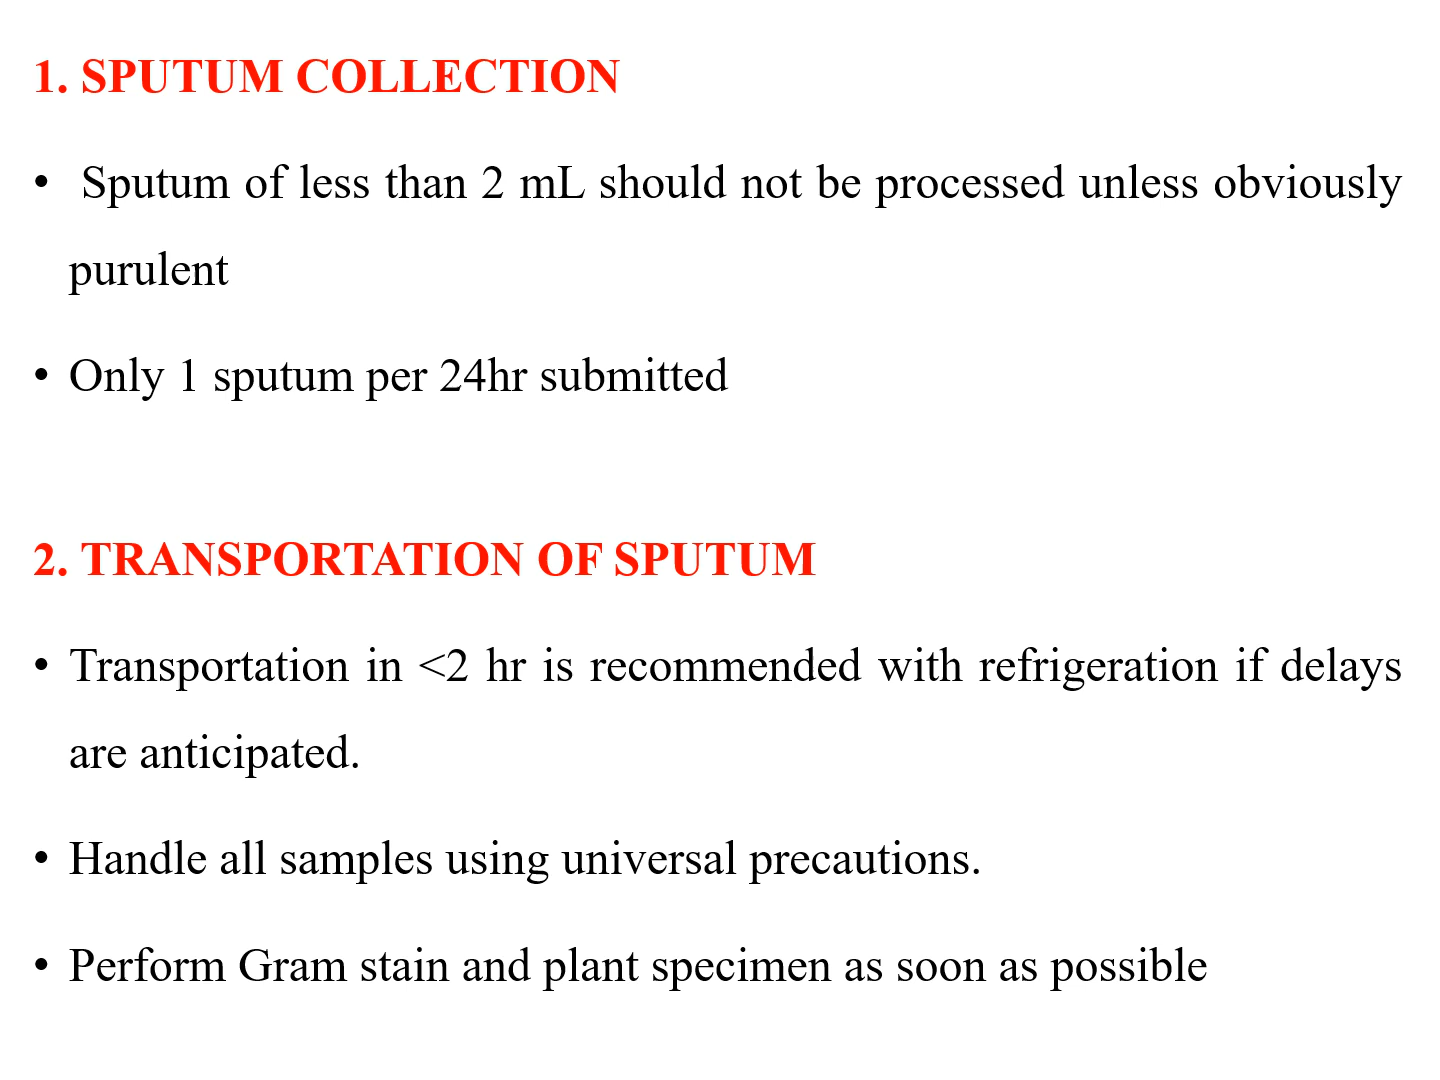 1. SPUTUM COLLECTION
• Sputum of less than 2 mL should not be processed unless obviously
purulent
• Only 1 sputum per 24hr submitted
2. TRANSPORTATION OF SPUTUM
• Transportation in <2 hr is recommended with refrigeration if delays
are anticipated.
• Handle all samples using universal precautions.
• Perform Gram stain and plant specimen as soon as possible